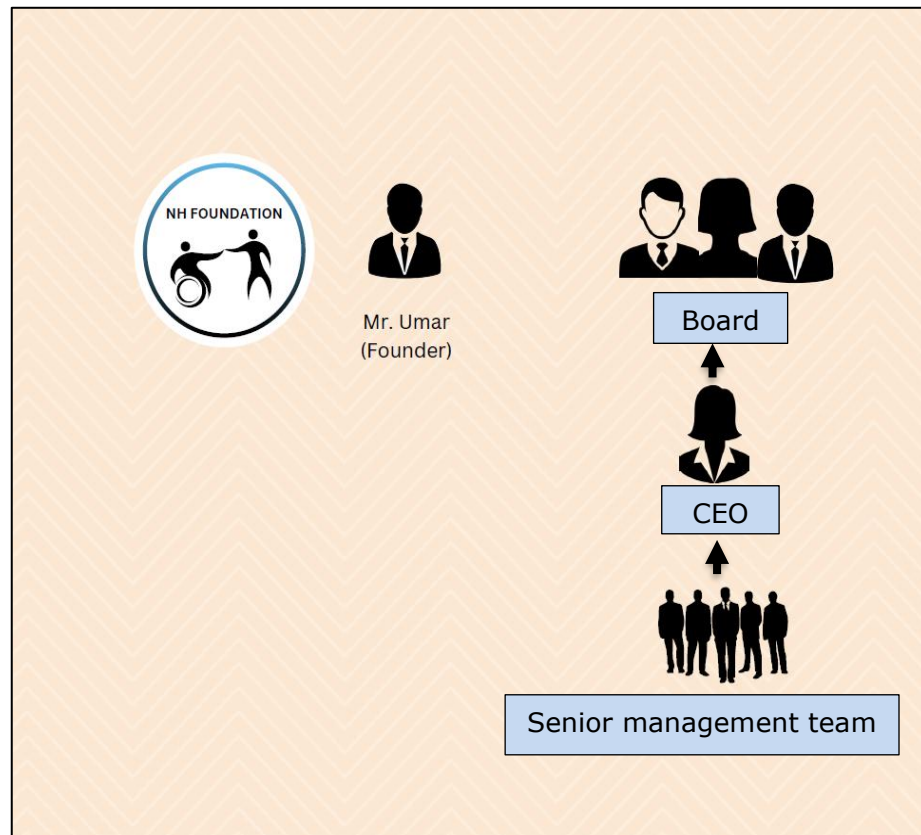 NH FOUNDATION
Mr. Umar
(Founder)
Board
CEO
Senior management team